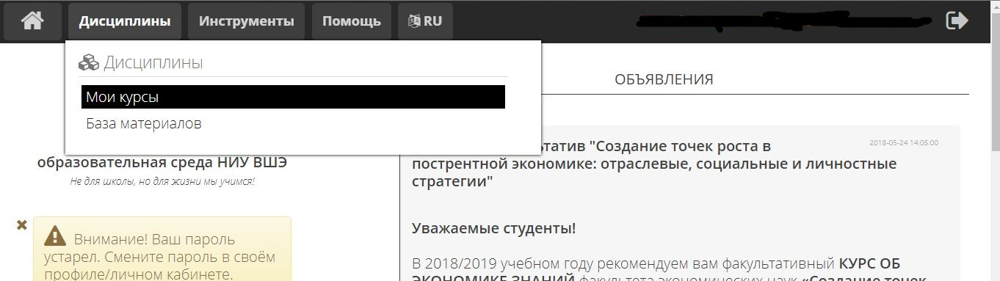 Дисциплины Инструменты Помощь RU
Дисциплины
Мои курсы
База материалов
образовательная среда НИУ ВШЭ
Не для школы, но для жизни мы учимся!
Внимание! Ваш пароль
устарел. Смените пароль в своём
профиле/личном кабинете.
ОБЪЯВЛЕНИЯ
2018-05-24 14:05:00
"Создание точек роста в
пострентной экономике: отраслевые, социальные и личностные
стратегии"
Уважаемые студенты!
В 2018/2019 учебном году рекомендуем вам факультативный КУРС ОБ
ЭКОНОМИКЕ ЗНАНИЙ факультета экономических наук «Создание точек